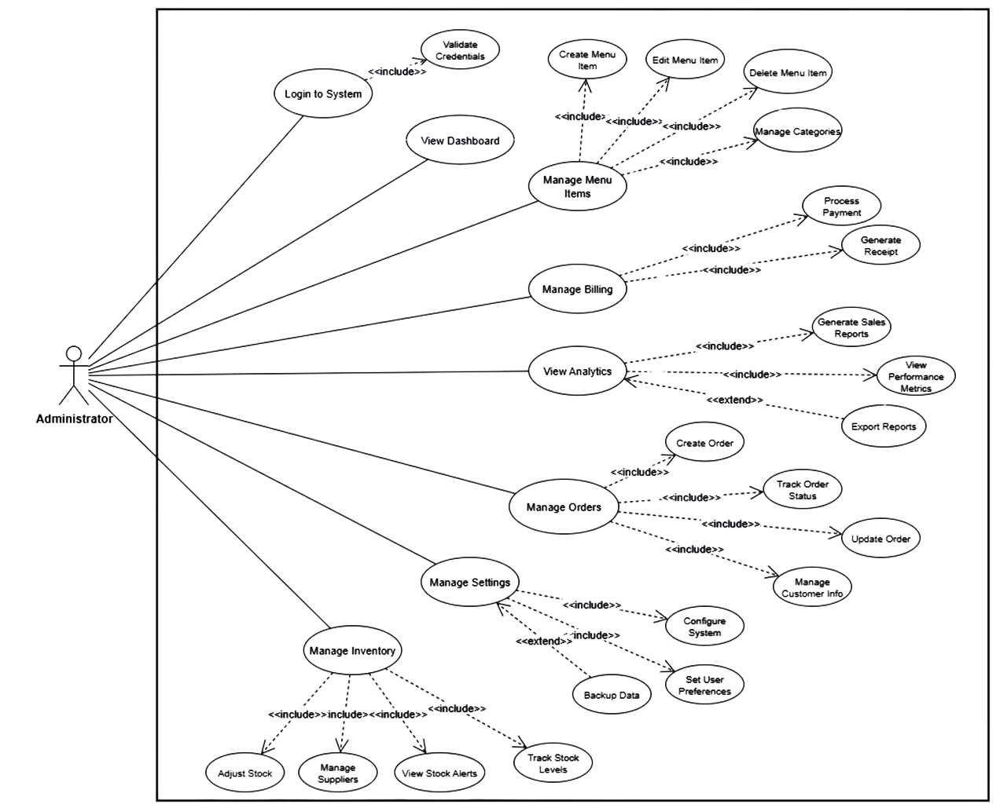 Validate
Credentials
<<include>>
Login to System
View Dashboard
Create Menu
Item
Edit Menu Item
Delete Menu Item
Manage Categories
<<include>
<<include>>
<<include>>
<<include>>
Manage Menu
Items
Process
Payment
Generate
Receipt
<<include>>
<<include>>
Manage Billing
Generate Sales
Reports
<<include>>
View Analytics
<<include>>
View
Performance
Metrics
<<extend>>
Export Reports
Administrator
Create Order
<<include>>
Track Order
Status
<<include>>
Manage Orders
<<include>>
Update Order
<<include>>
Manage
Customer Info
Manage Settings
<<include>>
Configure
System
include>>
<<extend>>
Set User
Preferences
Backup Data
Manage Inventory
<<include>>
include>
<<include>>
<<include>>
Adjust Stock
Manage
Suppliers
View Stock Alerts
Track Stock
Levels